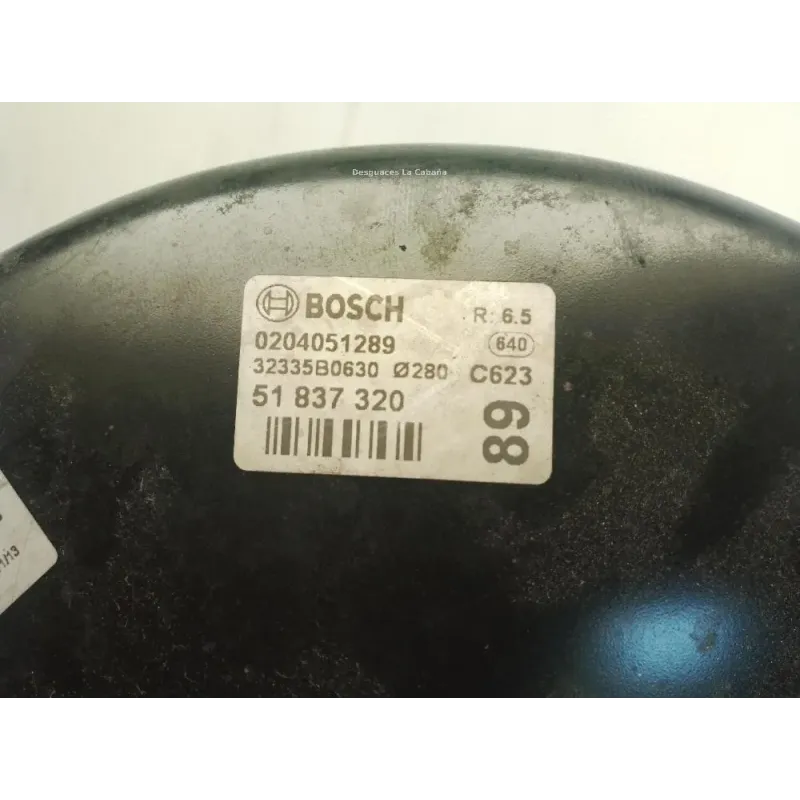 Desguaces La Cabaña
BOSCH R: 6.5
0204051289 640
32335B0630 Ø280 C623
51 837 320
89